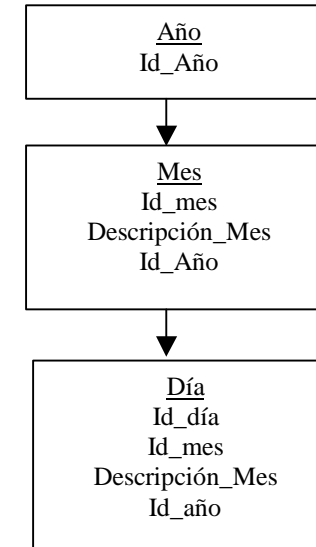 Año
Id_Año
Mes
Id_mes
Descripción_Mes
Id_Año
Día
Id_día
Id_mes
Descripción_Mes
Id_año